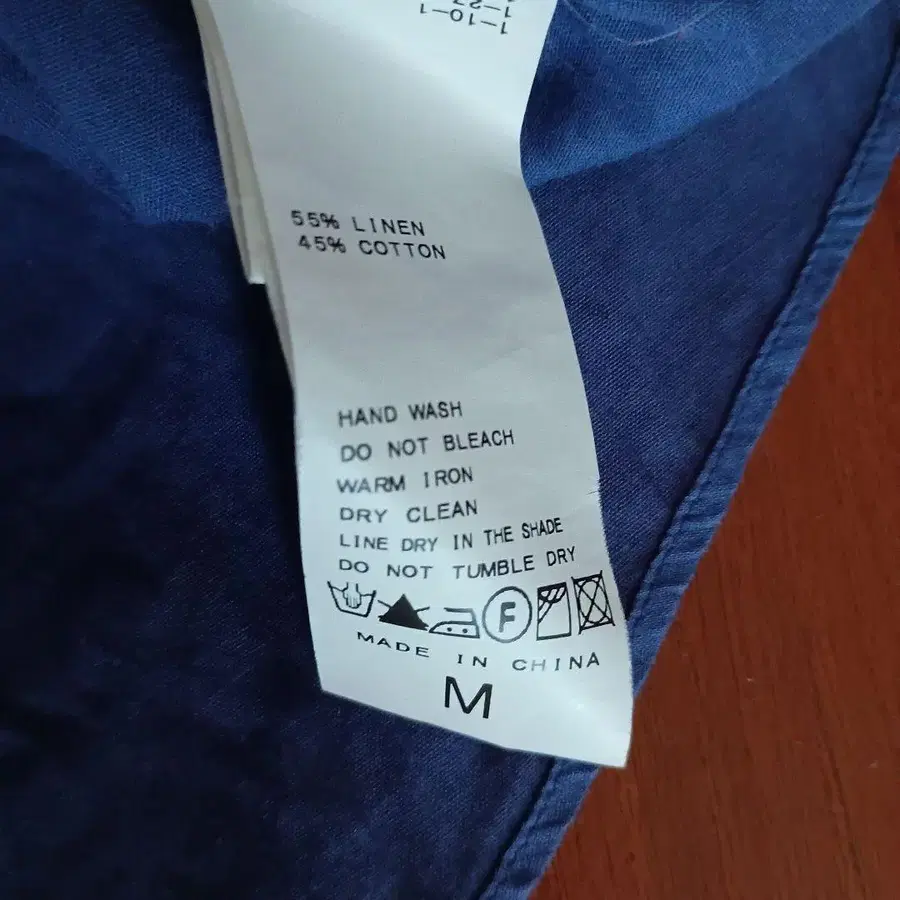 55% LINEN
45% COTTON
HAND WASH
DO NOT BLEACH
WARM IRON
DRY CLEAN
LINE DRY IN THE SHADE
DO NOT TUMBLE DRY
F
MADE IN CHINA
M